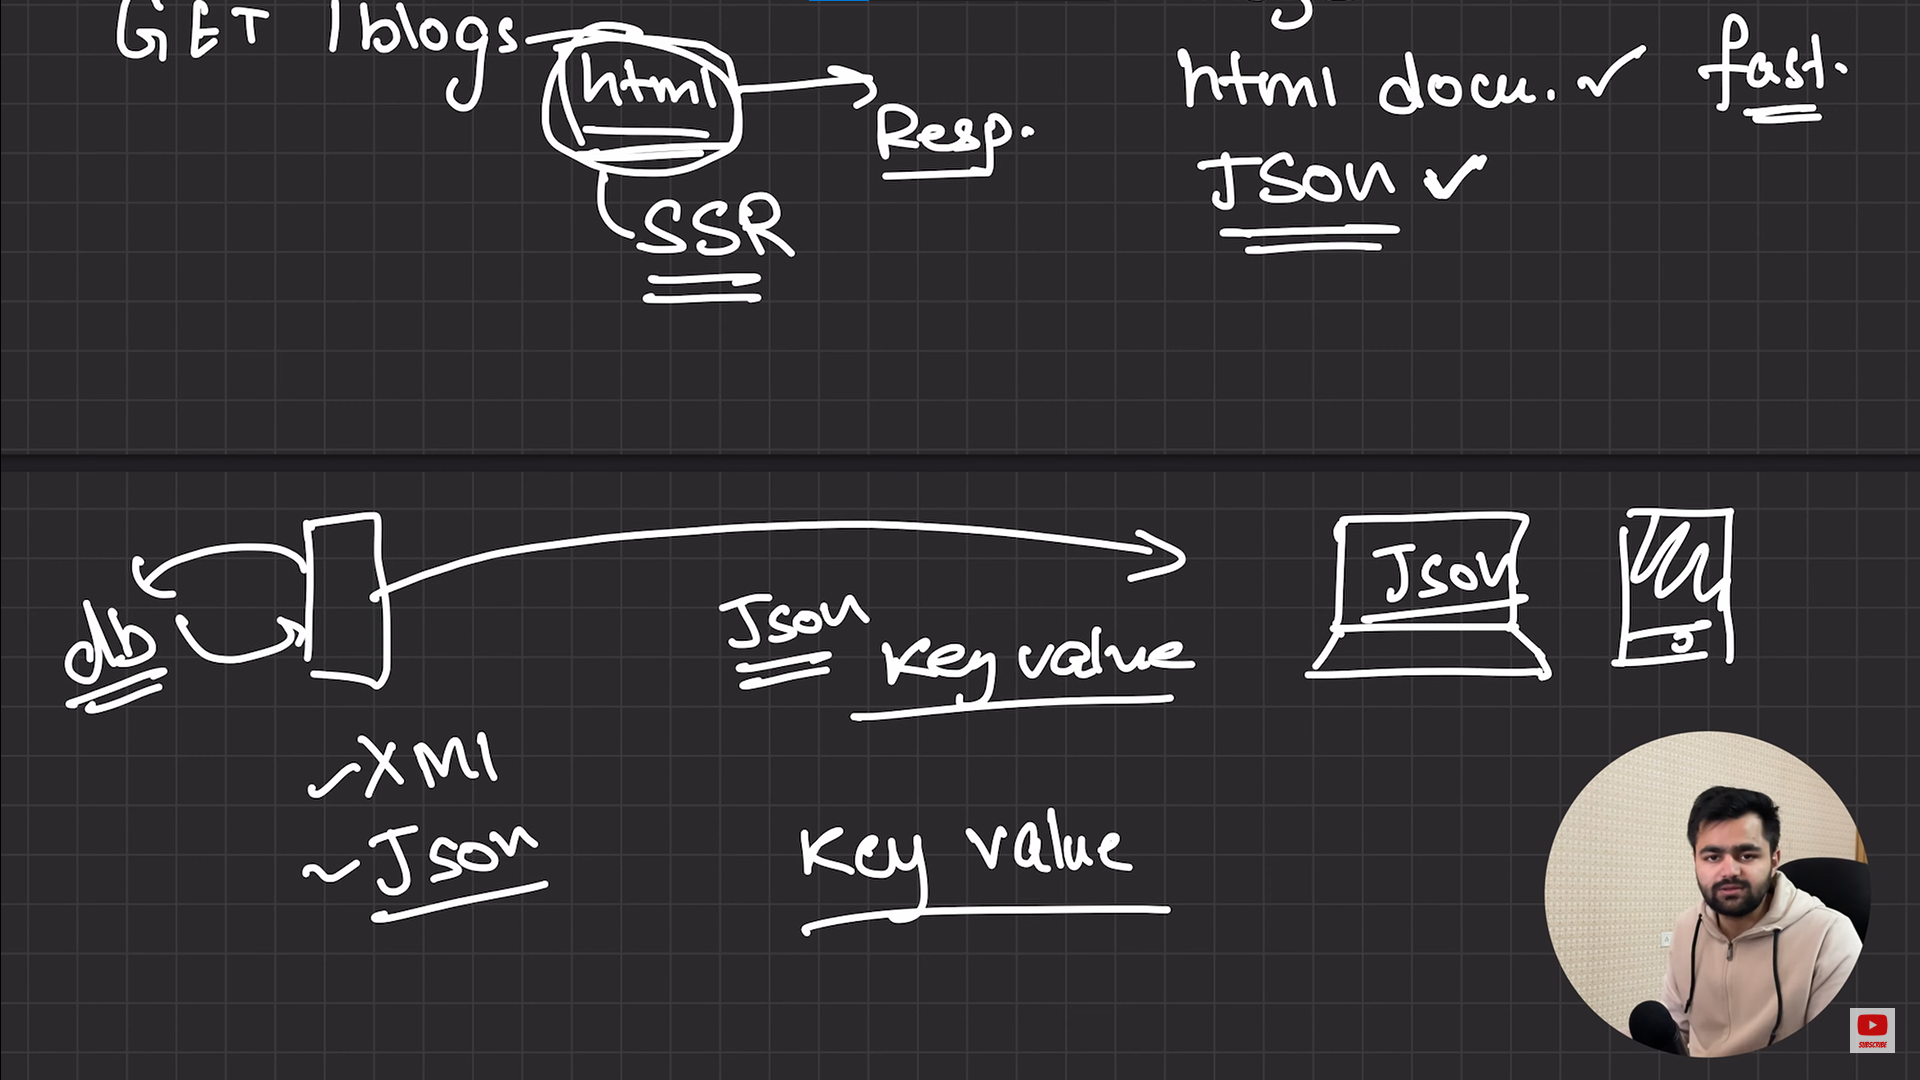 GET /blogs
html
Resp.
SSR
html docu. ✓ fast.
JSON ✓
db
Json
key value
Json
✓ XMl
~ Json
key value
SUBSCRIBE